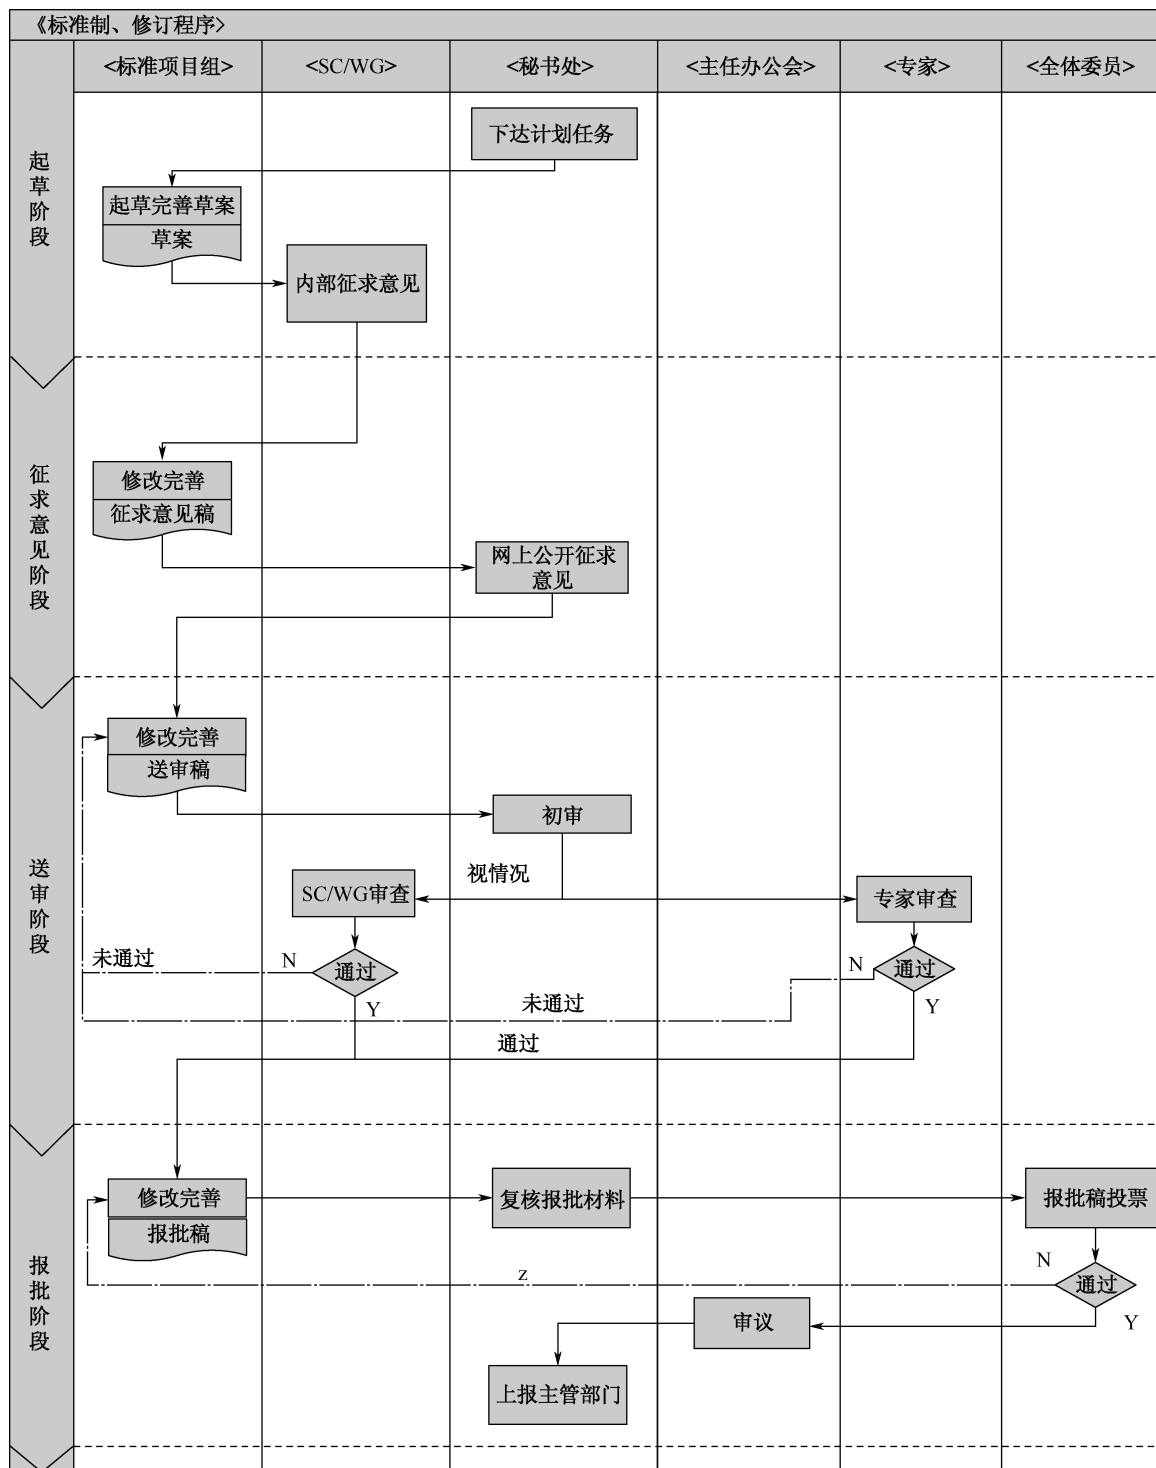 《标准制、修订程序>
<标准项目组>
<SC/WG>
<秘书处>
<主任办公会>
<专家>
<全体委员>
起草阶段
下达计划任务
起草完善草案
草案
内部征求意见
征求意见阶段
修改完善
征求意见稿
网上公开征求
意见
送审阶段
修改完善
送审稿
初审
视情况
SC/WG审查
专家审查
未通过
N
通过
N
通过
Y
未通过
Y
通过
报批阶段
修改完善
报批稿
复核报批材料
报批稿投票
N
z
通过
审议
Y
上报主管部门